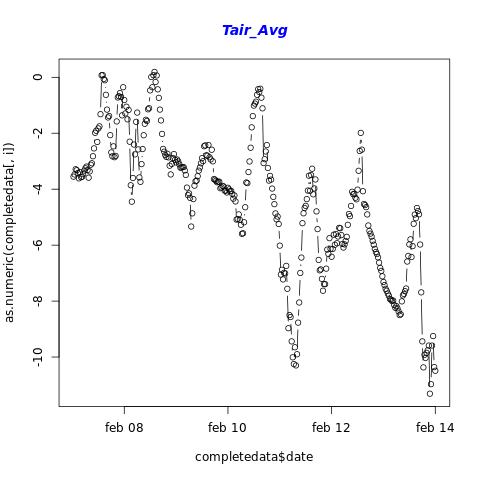 Tair_Avg
as.numeric(completedata[, i])
0
-2
-4
-6
-8
-10
feb 08
feb 10
feb 12
feb 14
completedata$date